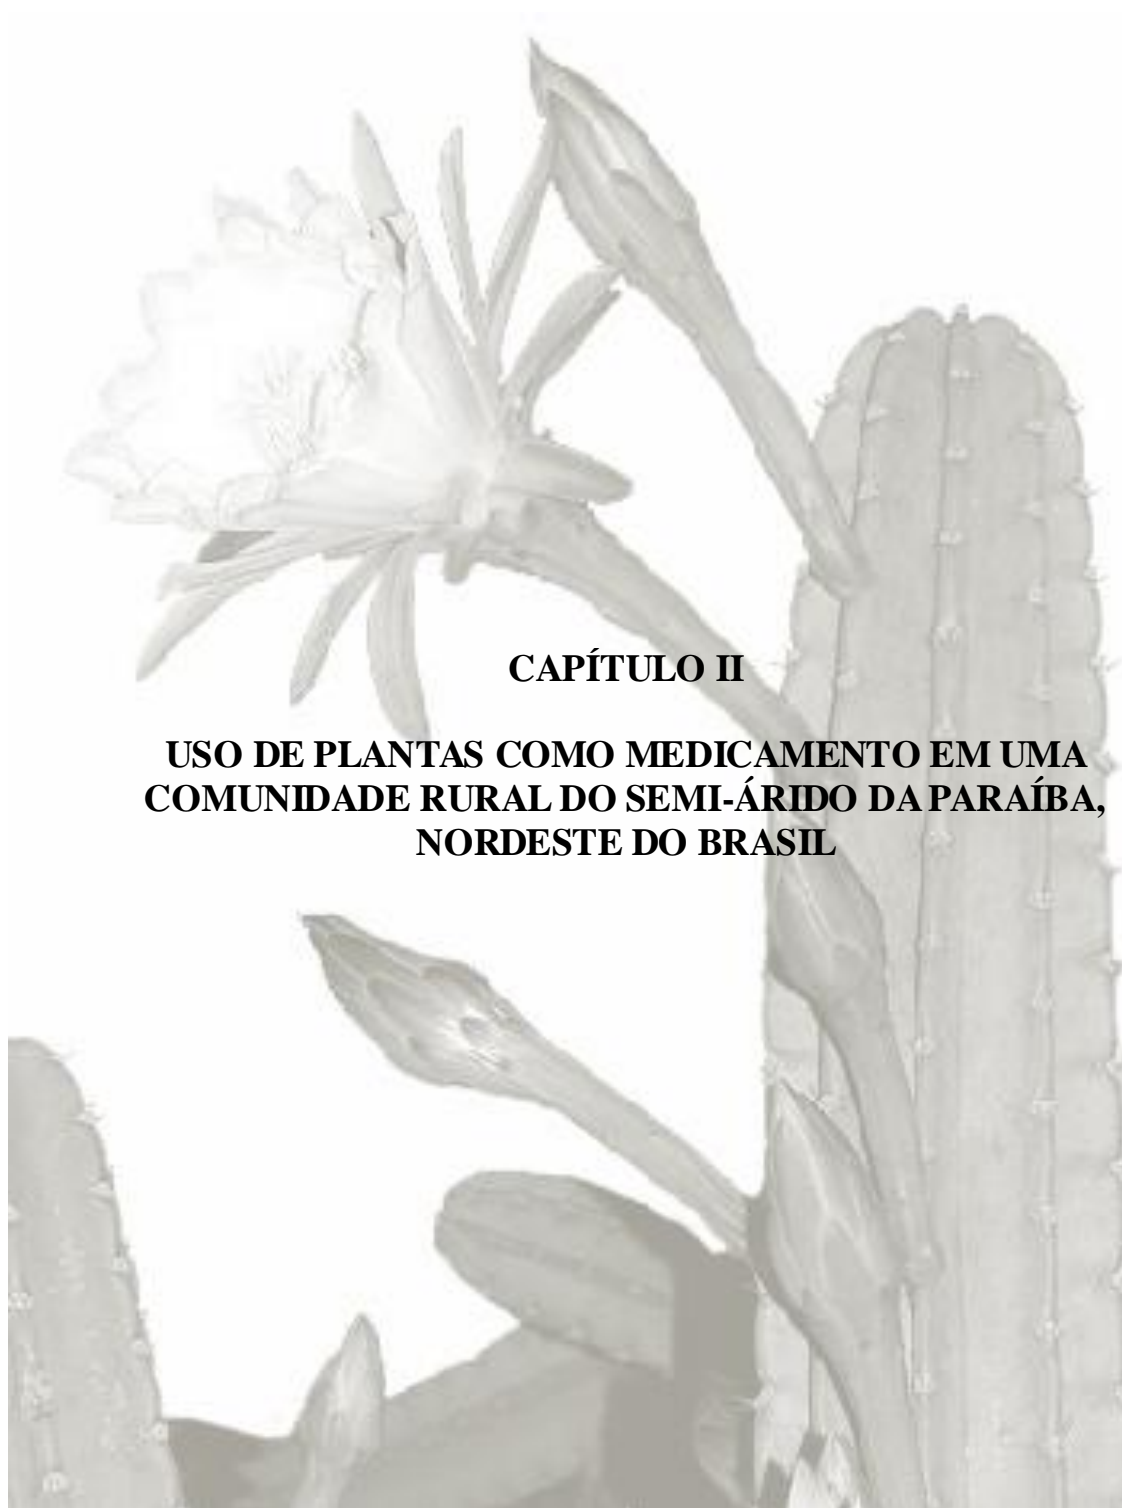 CAPÍTULO II
USO DE PLANTAS COMO MEDICAMENTO EM UMA
COMUNIDADE RURAL DO SEMI-ÁRIDO DA PARAÍBA,
NORDESTE DO BRASIL